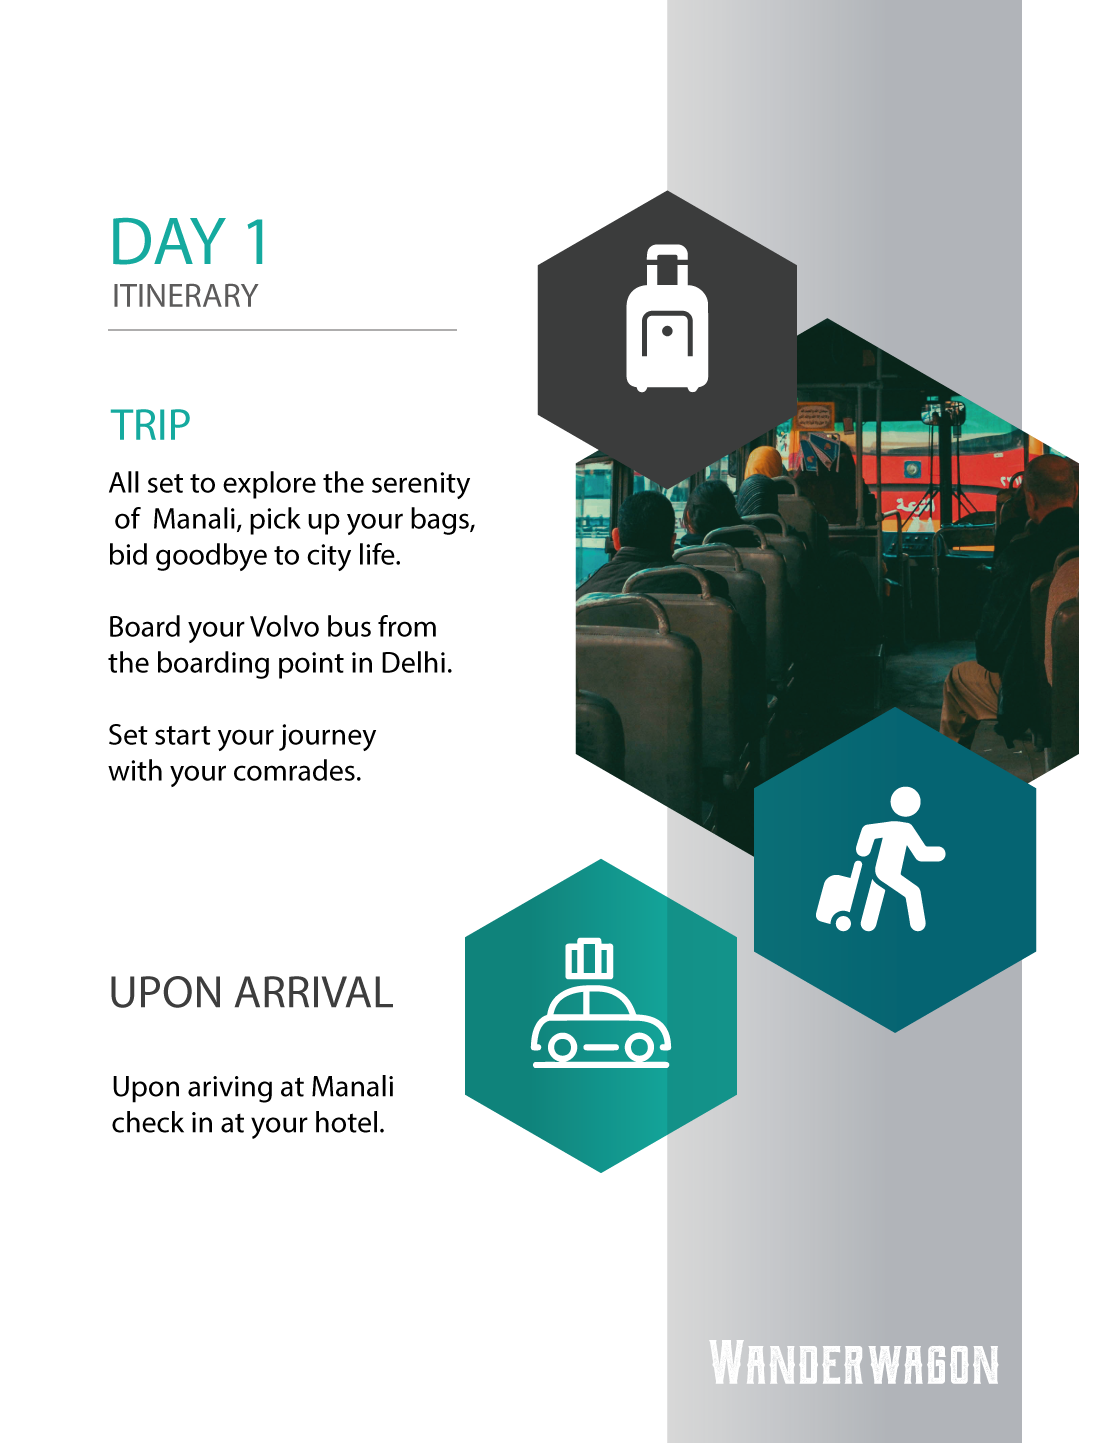 DAY 1
ITINERARY
TRIP
All set to explore the serenity
of Manali, pick up your bags,
bid goodbye to city life.
Board your Volvo bus from
the boarding point in Delhi.
Set start your journey
with your comrades.
UPON ARRIVAL
Upon ariving at Manali
check in at your hotel.
WANDERWAGON